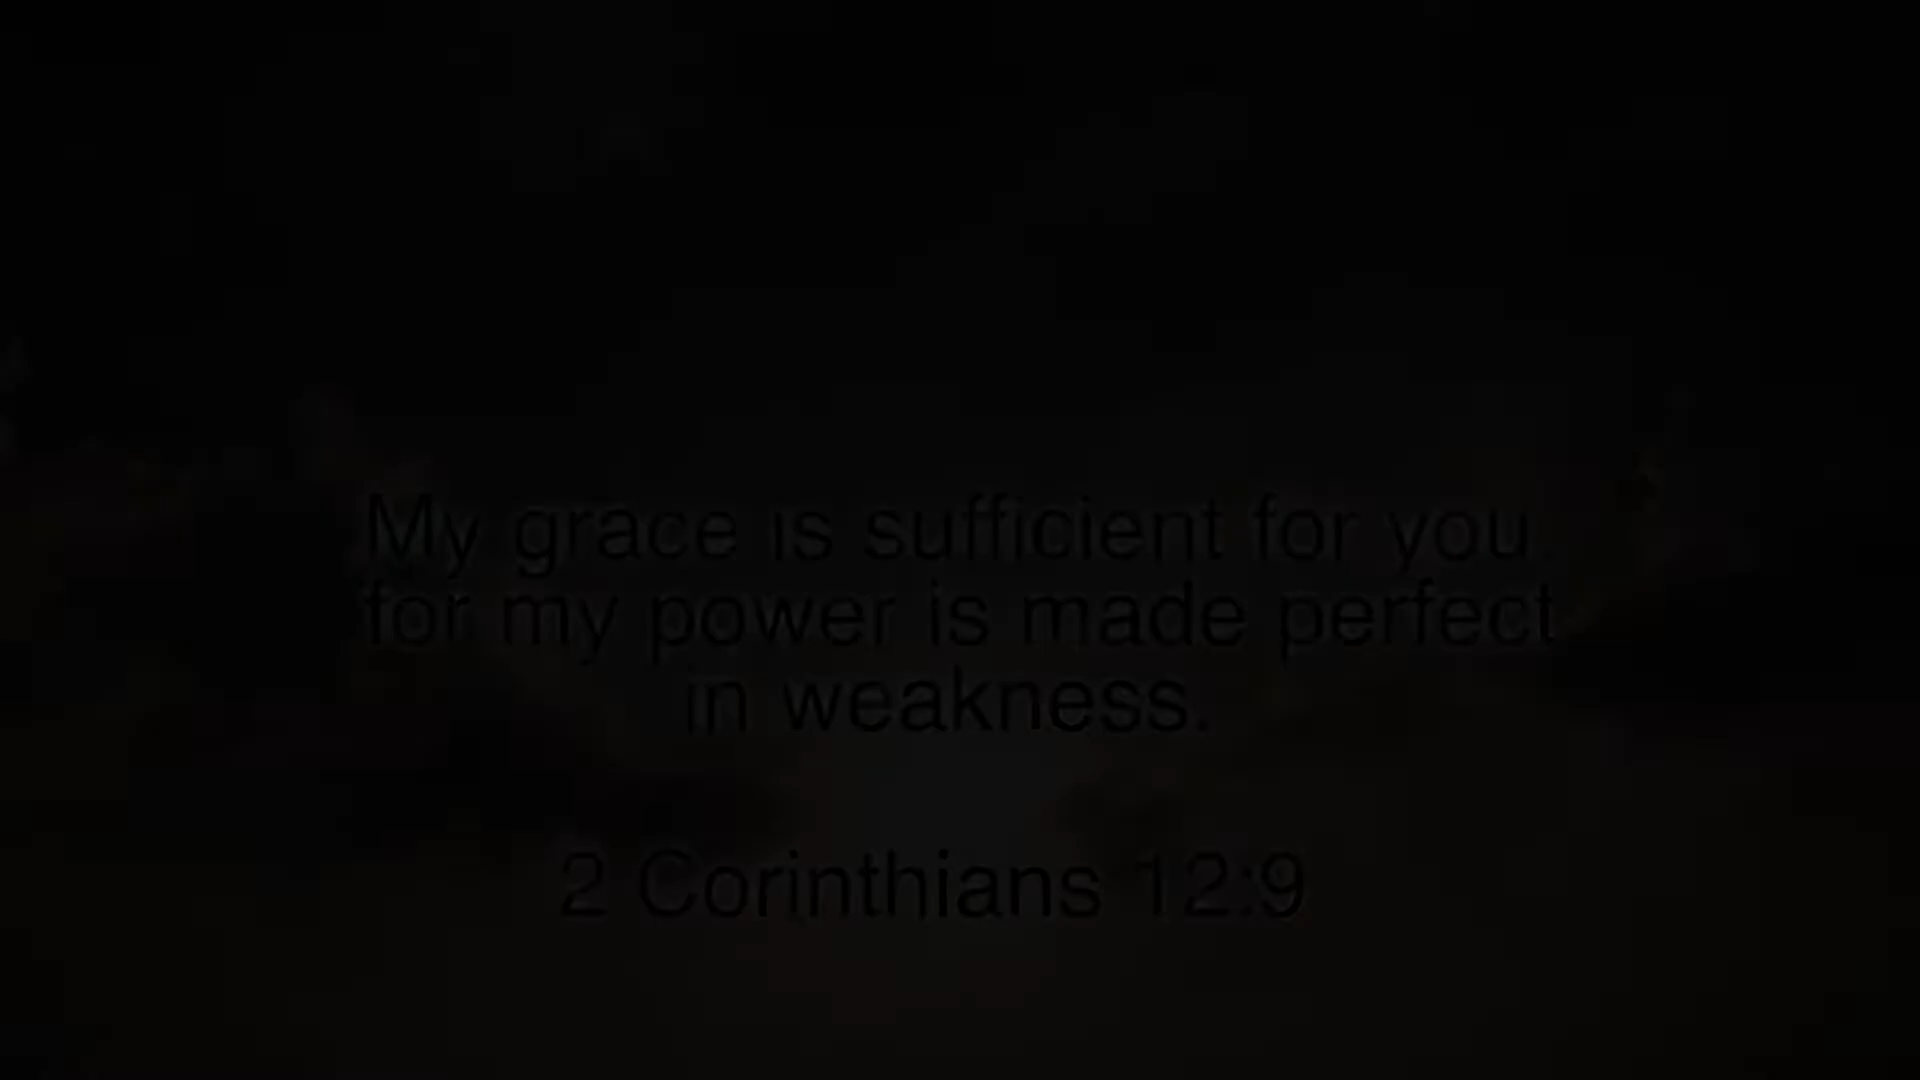 My grace is sufficient for you,
for my power is made perfect
in weakness.
2 Corinthians 12:9